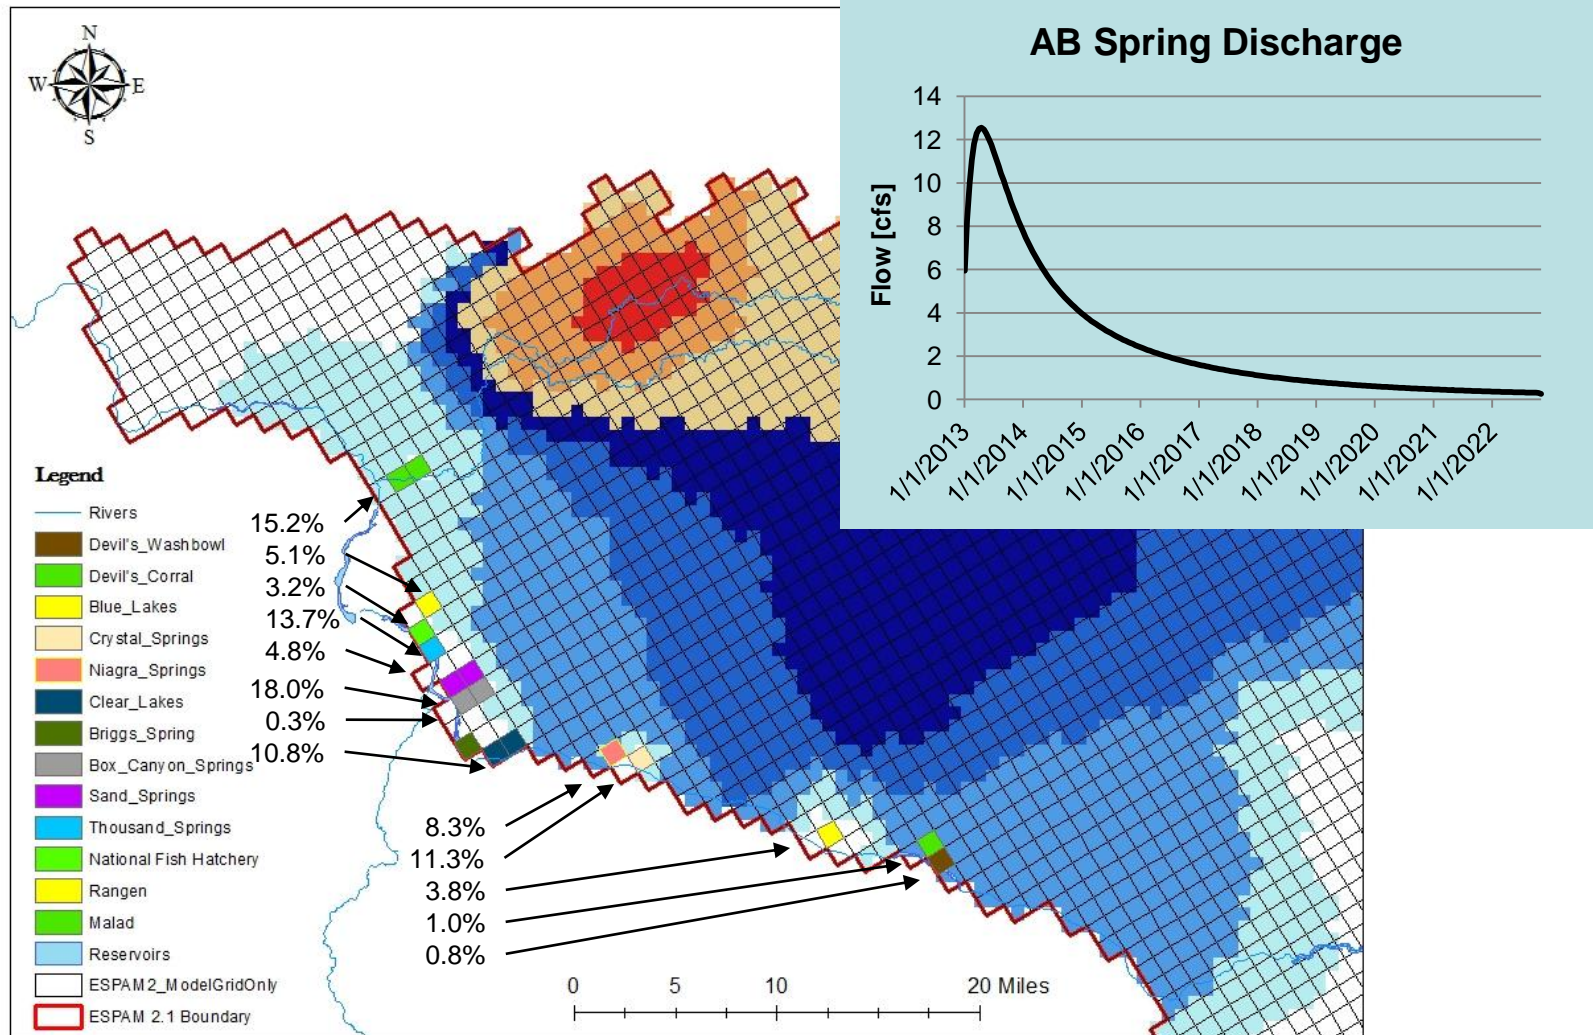 N
W
E
S
AB Spring Discharge
Flow [cfs]
14
12
10
8
6
4
2
0
1/1/2013
1/1/2014
1/1/2015
1/1/2016
1/1/2017
1/1/2018
1/1/2019
1/1/2020
1/1/2021
1/1/2022
Legend
Rivers
Devil's_Washbowl
Devil's_Corral
Blue_Lakes
Crystal_Springs
Niagra_Springs
Clear_Lakes
Briggs_Spring
Box_Canyon_Springs
Sand_Springs
Thousand_Springs
National Fish Hatchery
Rangen
Malad
Reservoirs
ESPAM2_ModelGridOnly
ESPAM 2.1 Boundary
15.2%
5.1%
3.2%
13.7%
4.8%
18.0%
0.3%
10.8%
8.3%
11.3%
3.8%
1.0%
0.8%
0 5 10 20 Miles